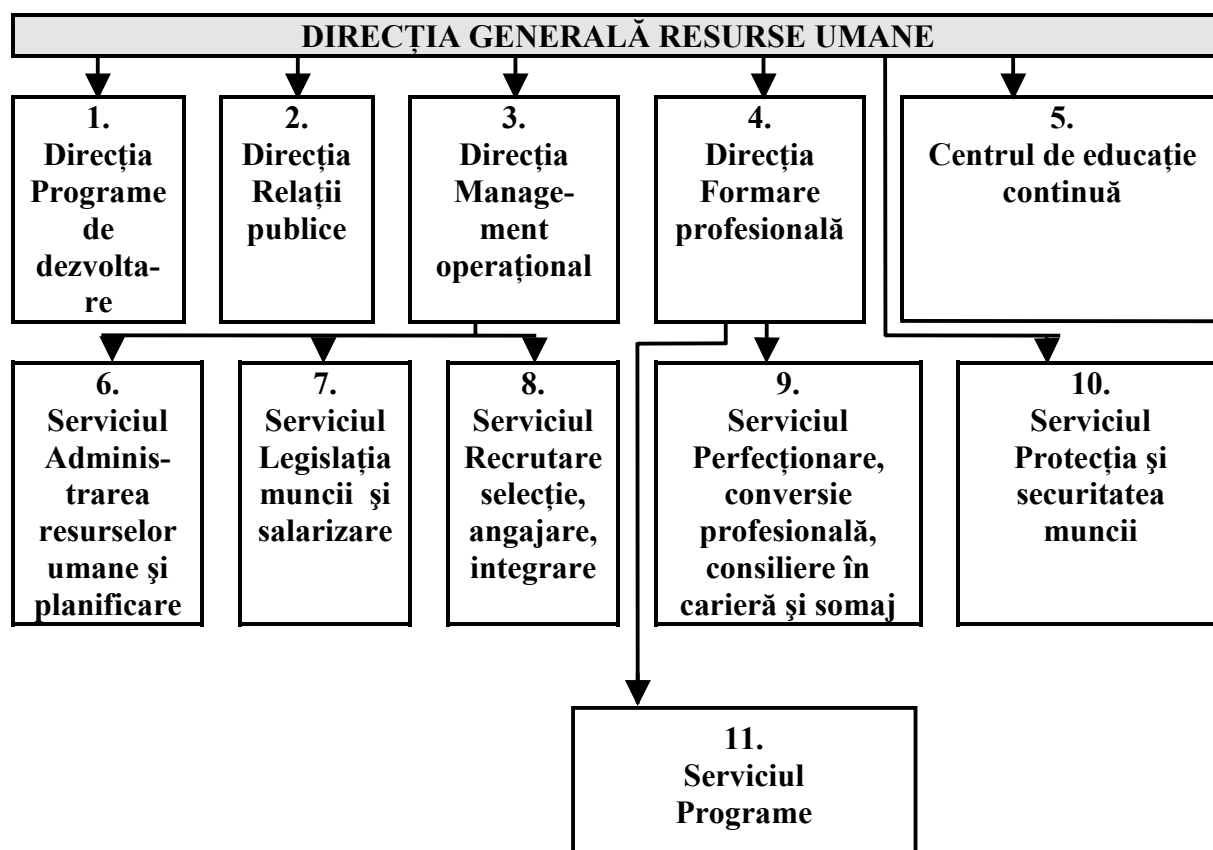 DIRECȚIA GENERALĂ RESURSE UMANE
1.
Direcția
Programe
de
dezvolta-
re
2.
Direcția
Relații
publice
3.
Direcția
Manage-
ment
operațional
4.
Direcția
Formare
profesională
5.
Centrul de educație
continuă
6.
Serviciul
Adminis-
trarea
resurselor
umane şi
planificare
7.
Serviciul
Legislația
muncii şi
salarizare
8.
Serviciul
Recrutare
selecție,
angajare,
integrare
9.
Serviciul
Perfecționare,
conversie
profesională,
consiliere în
carieră şi somaj
10.
Serviciul
Protecția şi
securitatea
muncii
11.
Serviciul
Programe